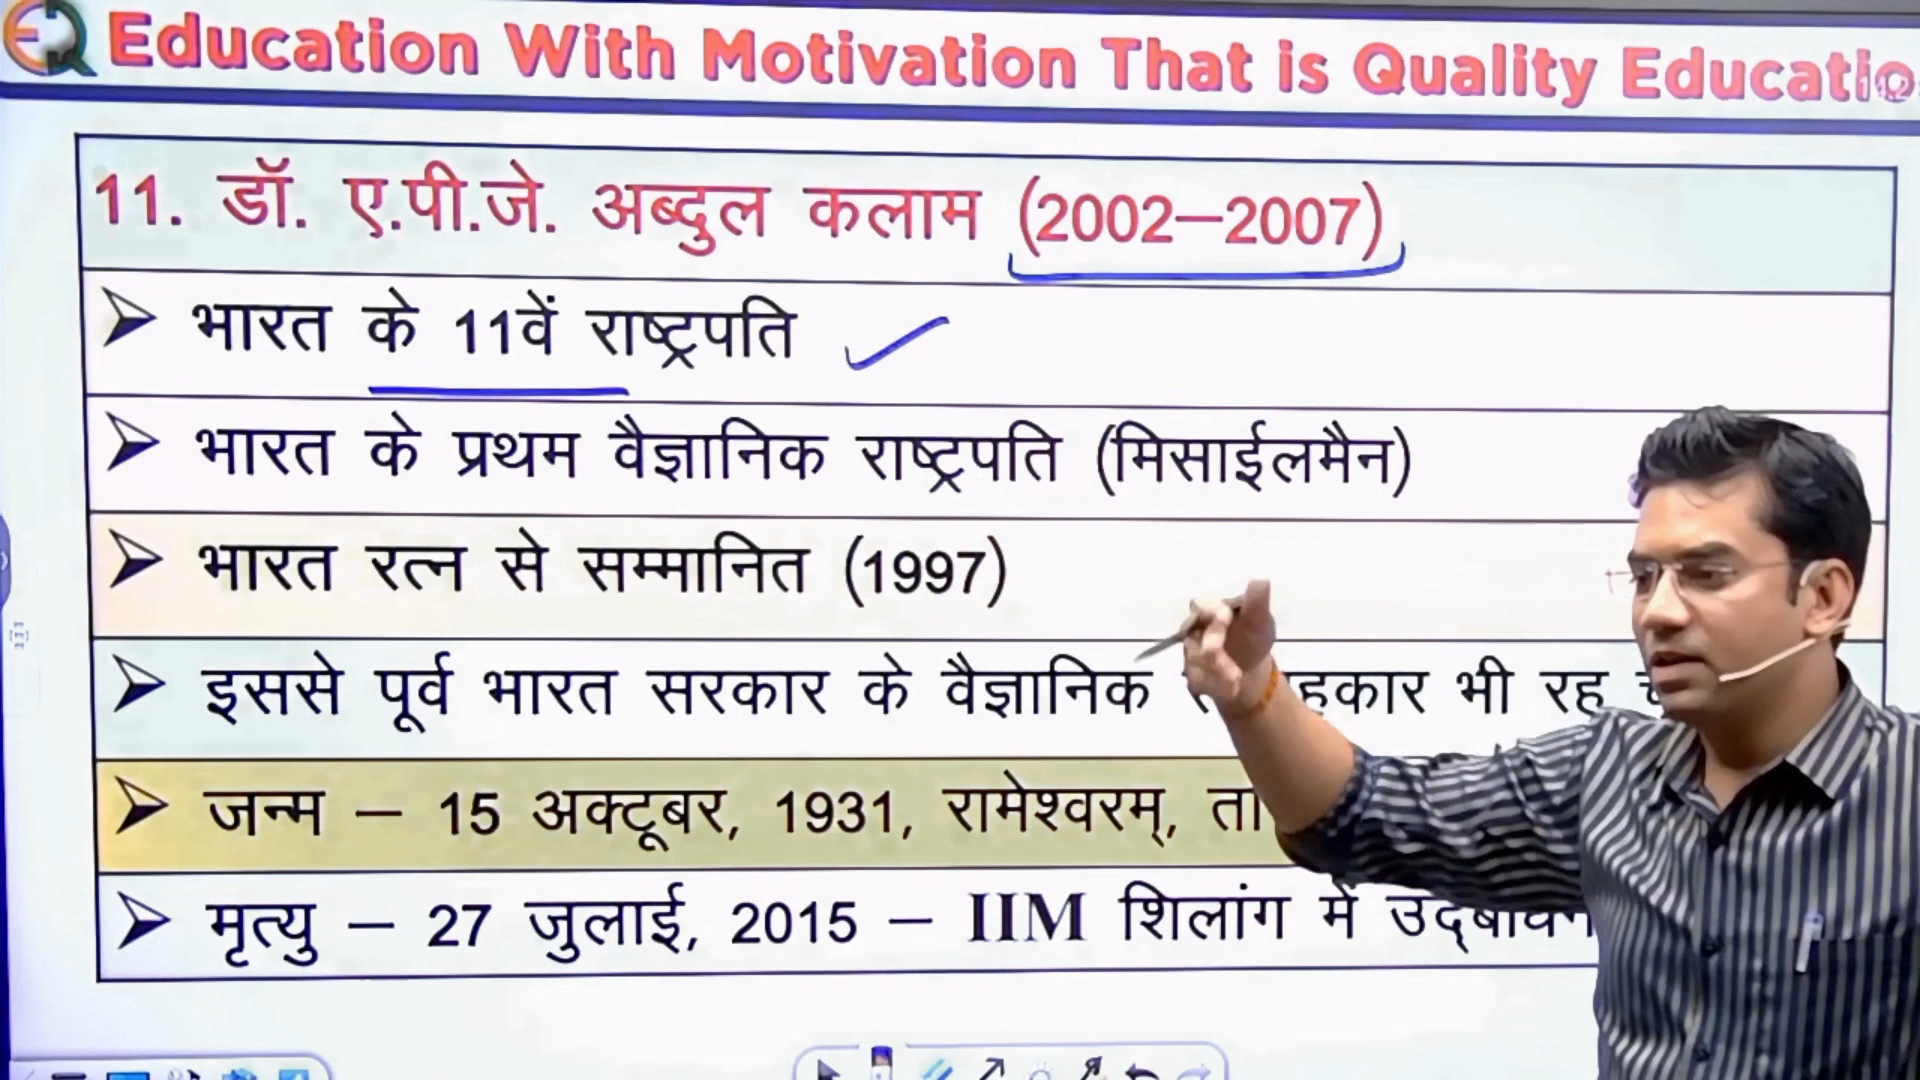 Education With Motivation That is Quality Educatio
11. डॉ. ए.पी.जे. अब्दुल कलाम (2002–2007)
भारत के 11वें राष्ट्रपति
भारत के प्रथम वैज्ञानिक राष्ट्रपति (मिसाईलमैन)
भारत रत्न से सम्मानित (1997)
इससे पूर्व भारत सरकार के वैज्ञानिक हकार भी रह
जन्म – 15 अक्टूबर, 1931, रामेश्वरम्, ता
मृत्यु – 27 जुलाई, 2015 – IIM शिलांग में